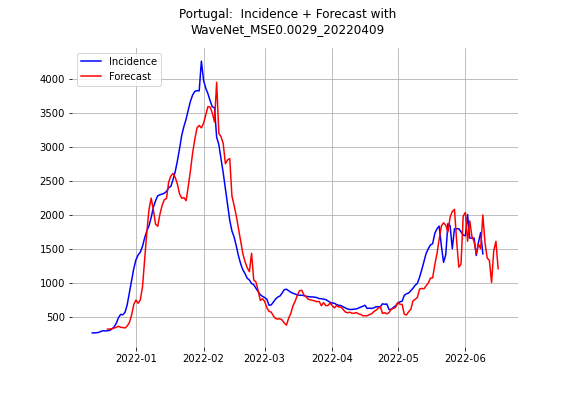 Portugal:  Incidence + Forecast with
WaveNet_MSE0.0029_20220409
Incidence
Forecast
4000
3500
3000
2500
2000
1500
1000
500
2022-01 2022-02 2022-03 2022-04 2022-05 2022-06